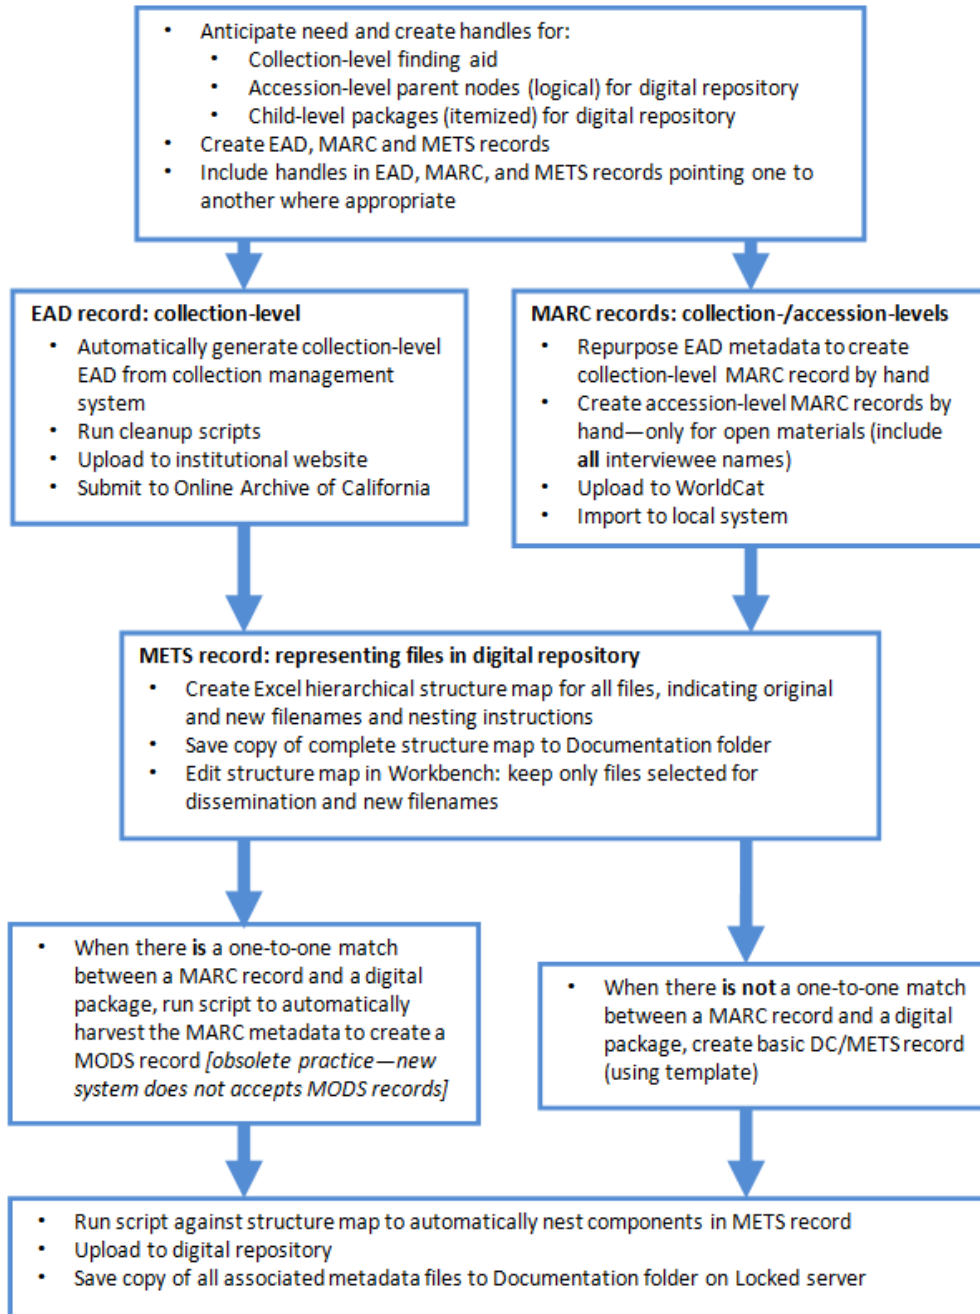 • Anticipate need and create handles for:
• Collection-level finding aid
• Accession-level parent nodes (logical) for digital repository
• Child-level packages (itemized) for digital repository
• Create EAD, MARC and METS records
• Include handles in EAD, MARC, and METS records pointing one to
another where appropriate
EAD record: collection-level
• Automatically generate collection-level
EAD from collection management
system
• Run cleanup scripts
• Upload to institutional website
• Submit to Online Archive of California
MARC records: collection-/accession-levels
• Repurpose EAD metadata to create
collection-level MARC record by hand
• Create accession-level MARC records by
hand—only for open materials (include
all interviewee names)
• Upload to WorldCat
• Import to local system
METS record: representing files in digital repository
• Create Excel hierarchical structure map for all files, indicating original
and new filenames and nesting instructions
• Save copy of complete structure map to Documentation folder
• Edit structure map in Workbench: keep only files selected for
dissemination and new filenames
• When there is a one-to-one match
between a MARC record and a digital
package, run script to automatically
harvest the MARC metadata to create a
MODS record [obsolete practice—new
system does not accepts MODS records]
• When there is not a one-to-one match
between a MARC record and a digital
package, create basic DC/METS record
(using template)
• Run script against structure map to automatically nest components in METS record
• Upload to digital repository
• Save copy of all associated metadata files to Documentation folder on Locked server